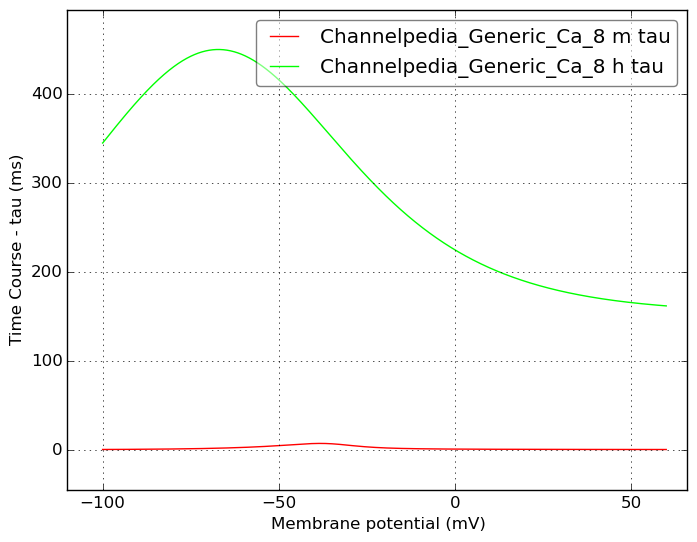 Channelpedia_Generic_Ca_8 m tau
Channelpedia_Generic_Ca_8 h tau
Time Course - tau (ms)
400
300
200
100
0
−100
−50
0
50
Membrane potential (mV)